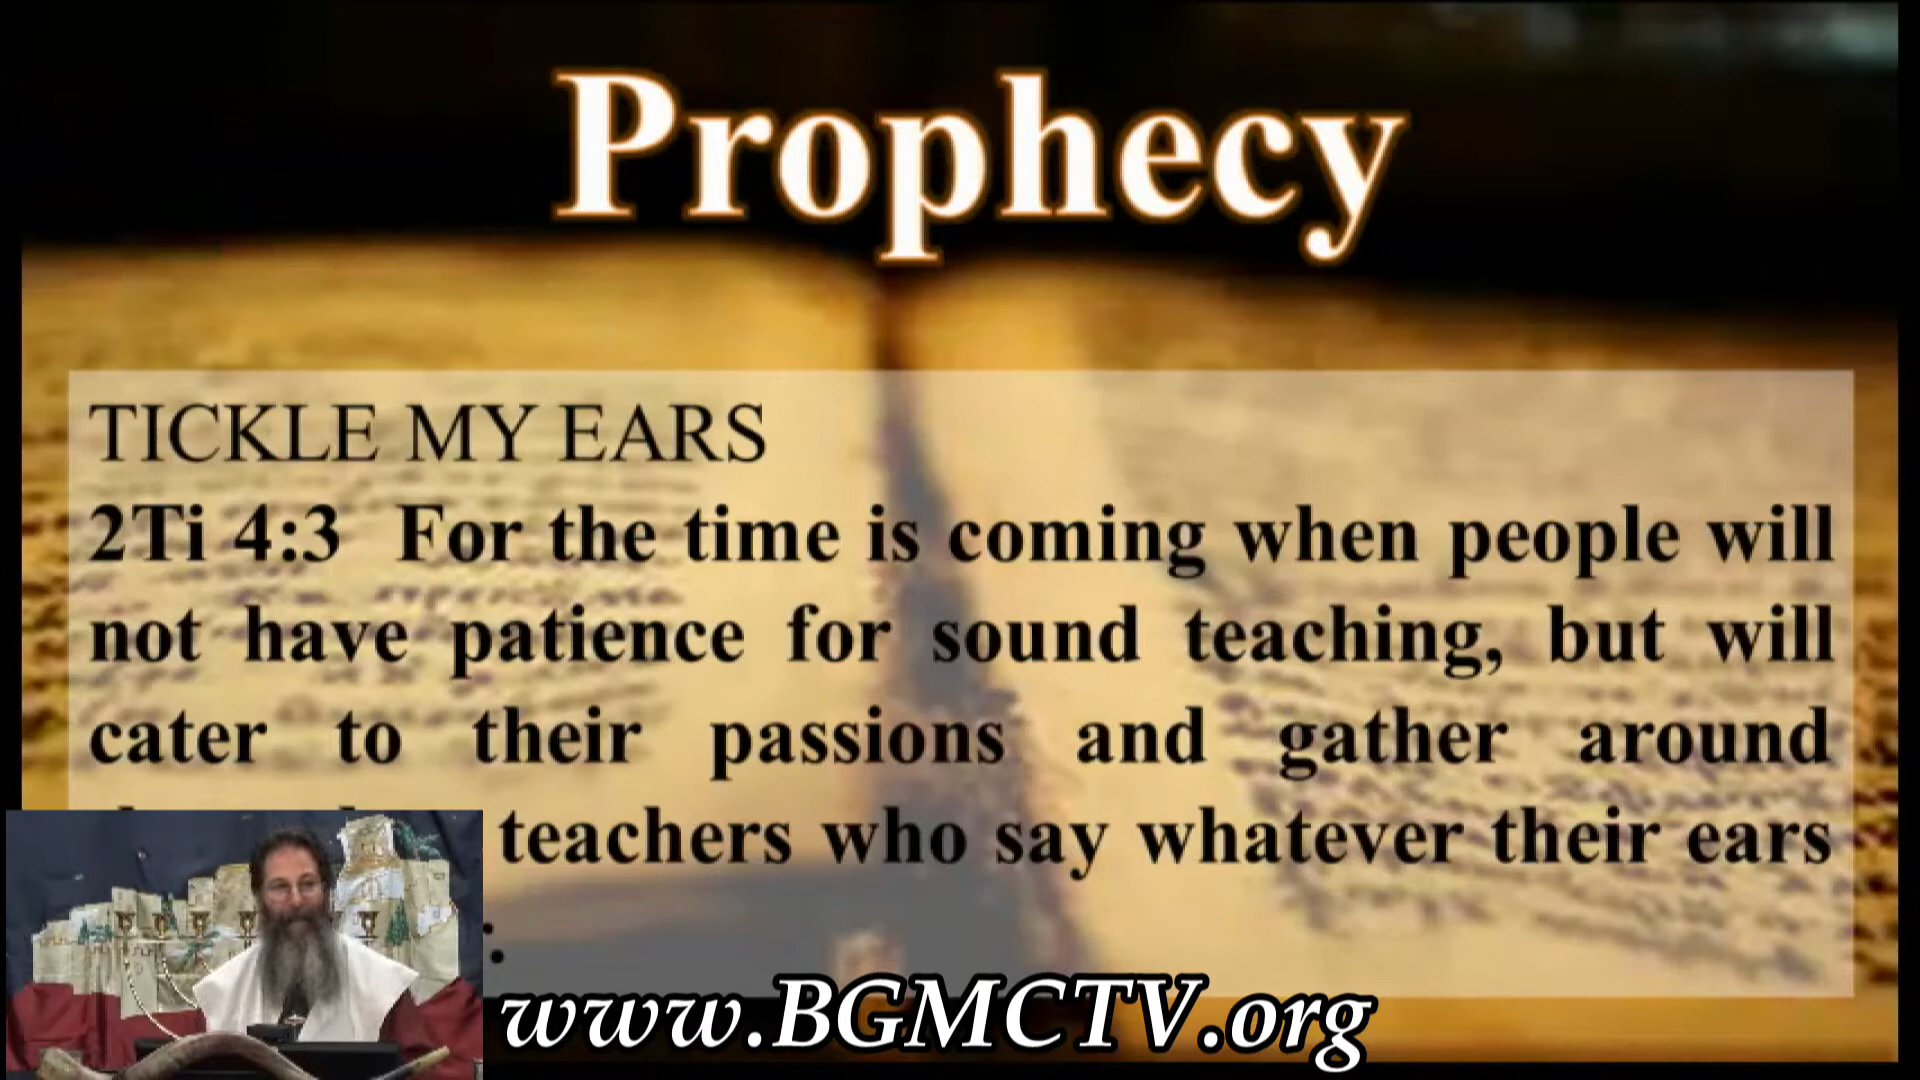 Prophecy
TICKLE MY EARS
2Ti 4:3 For the time is coming when people will
not have patience for sound teaching, but will
cater to their passions and gather around
teachers who say whatever their ears
www.BGMCTV.org